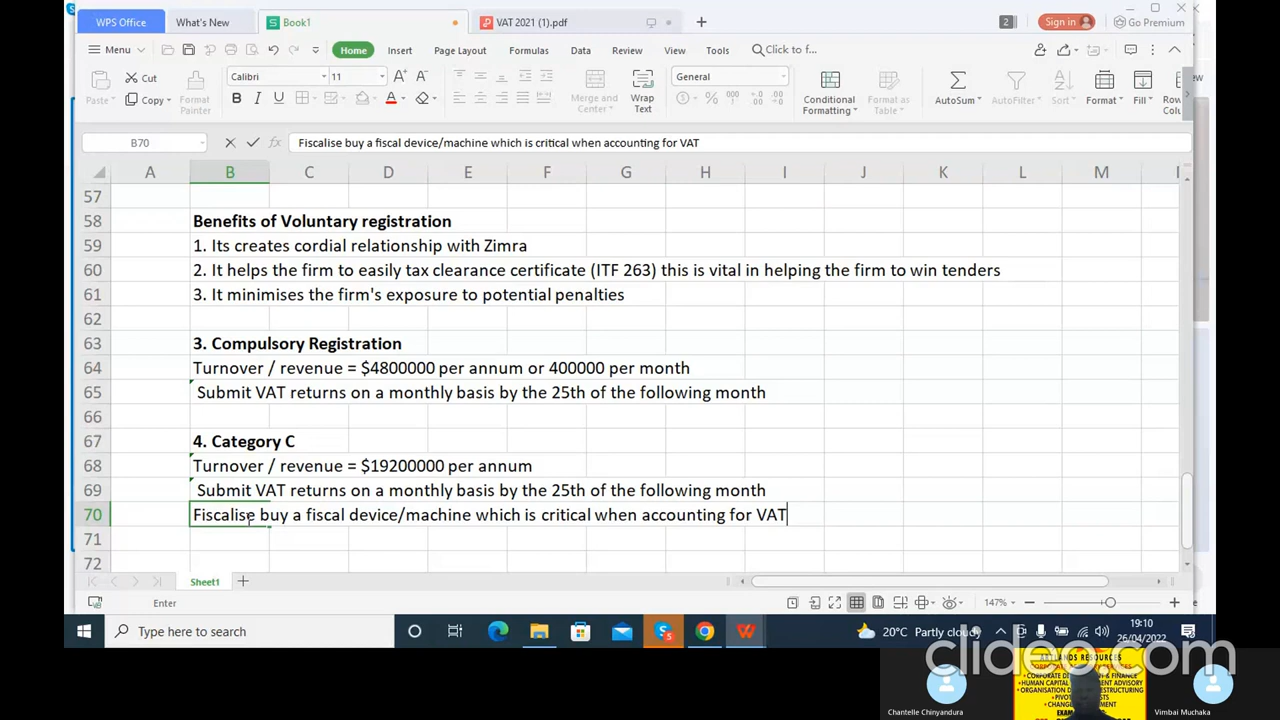 WPS Office What's New Book1 VAT 2021 (1).pdf 2 Sign in Go Premium
Menu Home Insert Page Layout Formulas Data Review View Tools Click to f...
Cut Calibri 11 General
Paste Copy Format Painter Merge and Center Wrap Text Conditional Formatting Format as Table AutoSum AutoFilter Sort Format Fill Row Colu
B70 Fiscalise buy a fiscal device/machine which is critical when accounting for VAT
A B C D E F G H I J K L M
57
58 Benefits of Voluntary registration
59 1. Its creates cordial relationship with Zimra
60 2. It helps the firm to easily tax clearance certificate (ITF 263) this is vital in helping the firm to win tenders
61 3. It minimises the firm's exposure to potential penalties
62
63 3. Compulsory Registration
64 Turnover / revenue = $4800000 per annum or 400000 per month
65 Submit VAT returns on a monthly basis by the 25th of the following month
66
67 4. Category C
68 Turnover / revenue = $19200000 per annum
69 Submit VAT returns on a monthly basis by the 25th of the following month
70 Fiscalise buy a fiscal device/machine which is critical when accounting for VAT
71
72
Sheet1
Enter 147%
Type here to search 20°C Partly cloudy 19:10
26/04/2022
clideo.com
Chantelle Chinyandura Vimbai Muchaka